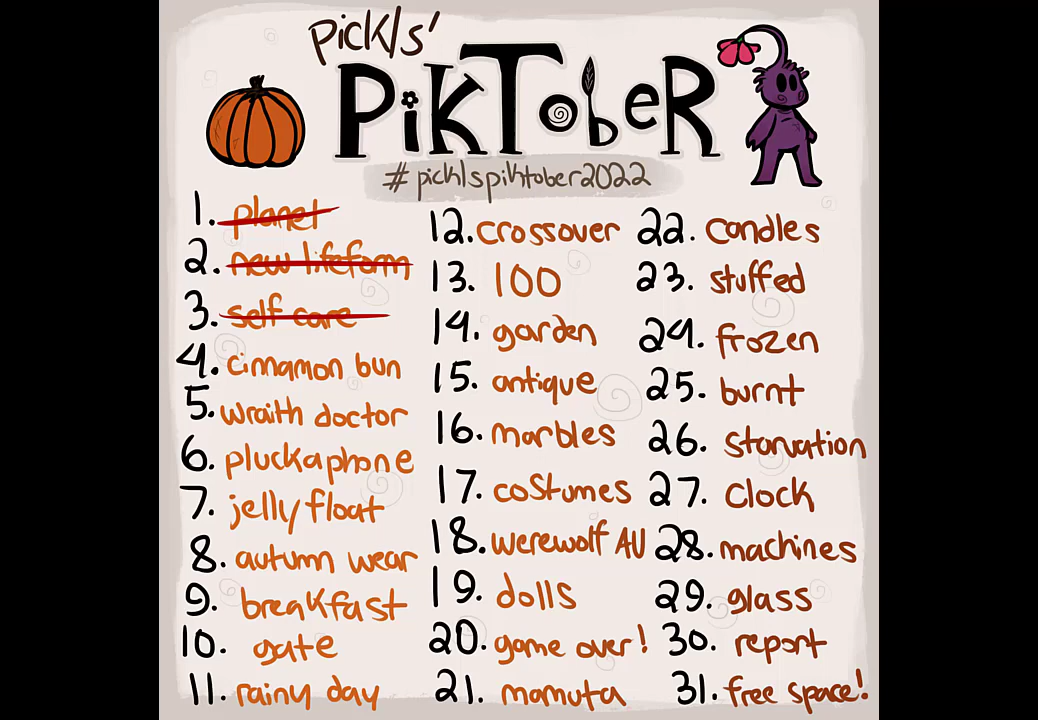 Pickls'
PikTobeR
#picklspiktober2022
1. planet
2. new lifeform
3. self care
4. cinnamon bun
5. wraith doctor
6. pluckaphone
7. jellyfloat
8. autumn wear
9. breakfast
10. gate
11. rainy day
12. crossover
13. 100
14. garden
15. antique
16. marbles
17. costumes
18. werewolf AU
19. dolls
20. game over!
21. mamuta
22. candles
23. stuffed
24. frozen
25. burnt
26. starvation
27. clock
28. machines
29. glass
30. report
31. free space!